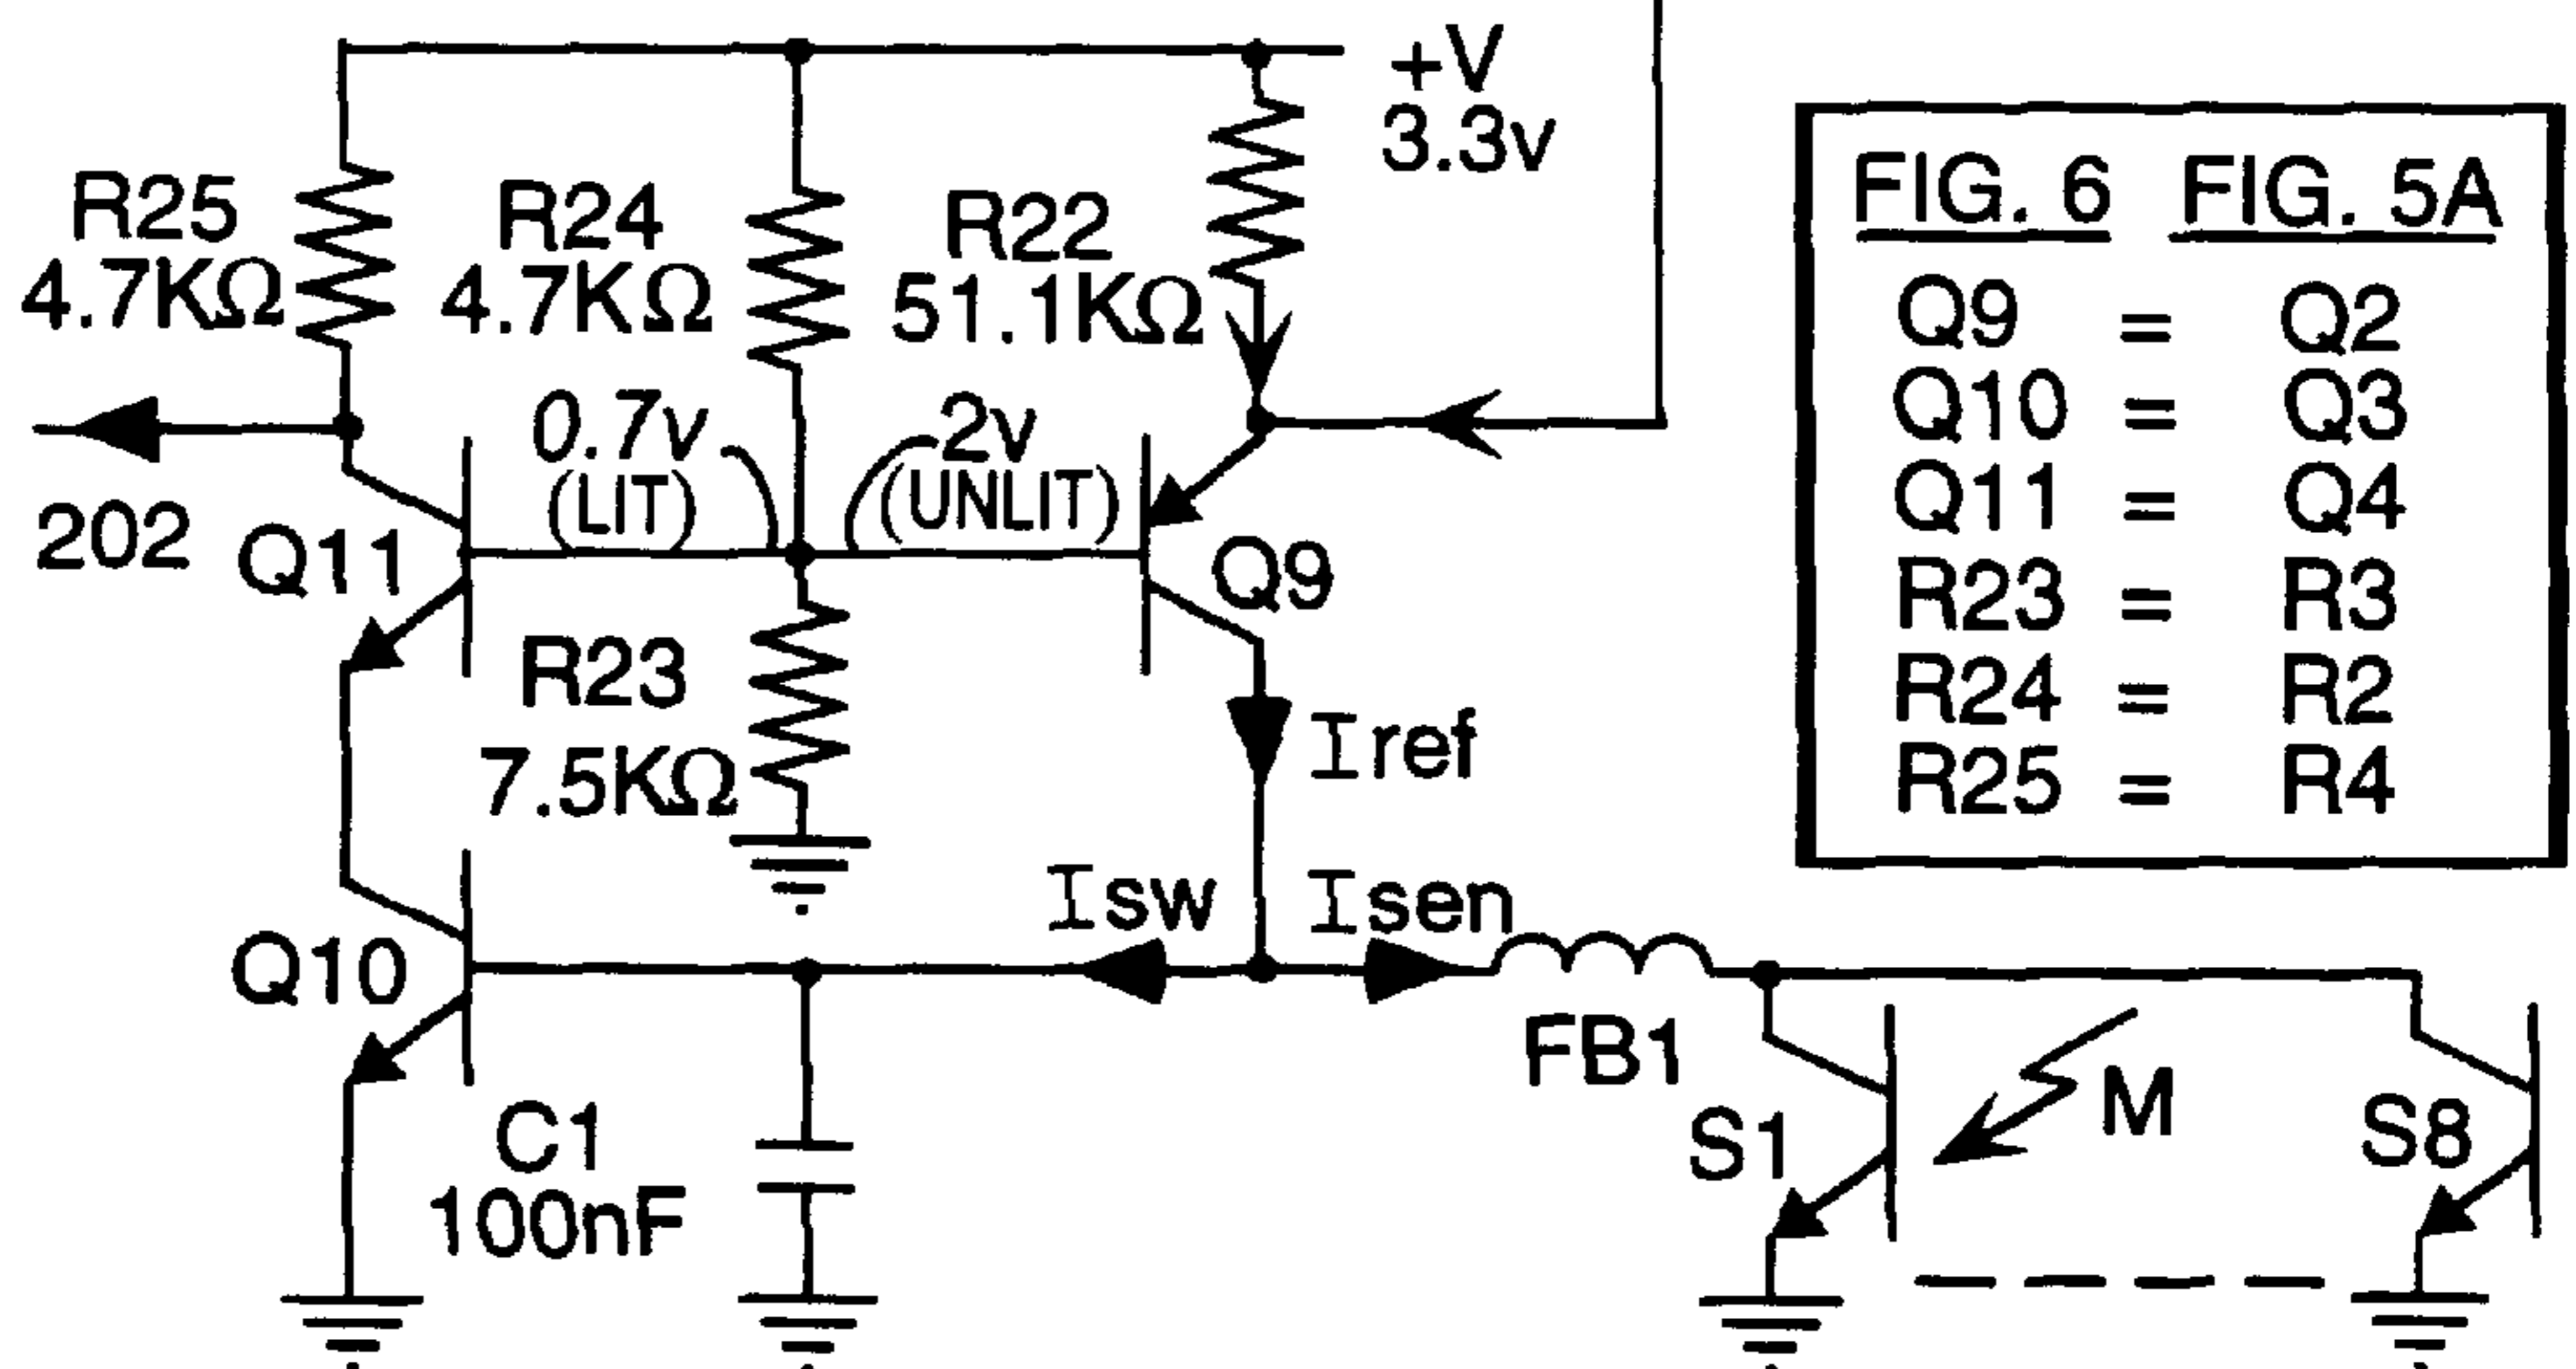 +V
3.3v
R25
4.7KΩ
R24
4.7KΩ
R22
51.1KΩ
0.7v
(LIT)
2v
(UNLIT)
202
Q11
Q9
R23
7.5KΩ
Iref
Isw
Isen
Q10
C1
100nF
FB1
S1
M
S8
FIG. 6 FIG. 5A
Q9 = Q2
Q10 = Q3
Q11 = Q4
R23 = R3
R24 = R2
R25 = R4